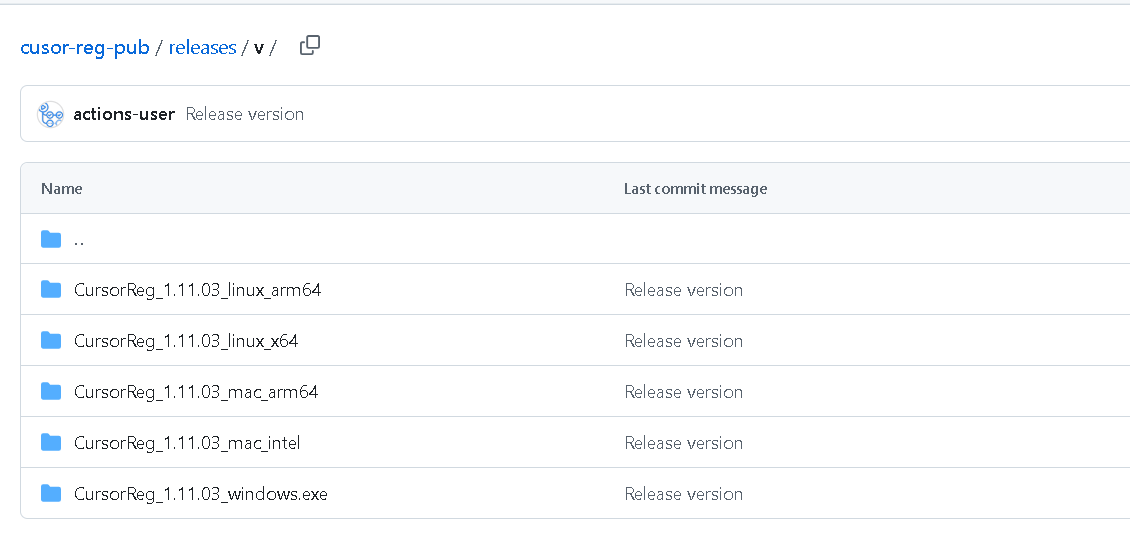 cusor-reg-pub / releases / v /
actions-user Release version
Name Last commit message
..
CursorReg_1.11.03_linux_arm64 Release version
CursorReg_1.11.03_linux_x64 Release version
CursorReg_1.11.03_mac_arm64 Release version
CursorReg_1.11.03_mac_intel Release version
CursorReg_1.11.03_windows.exe Release version